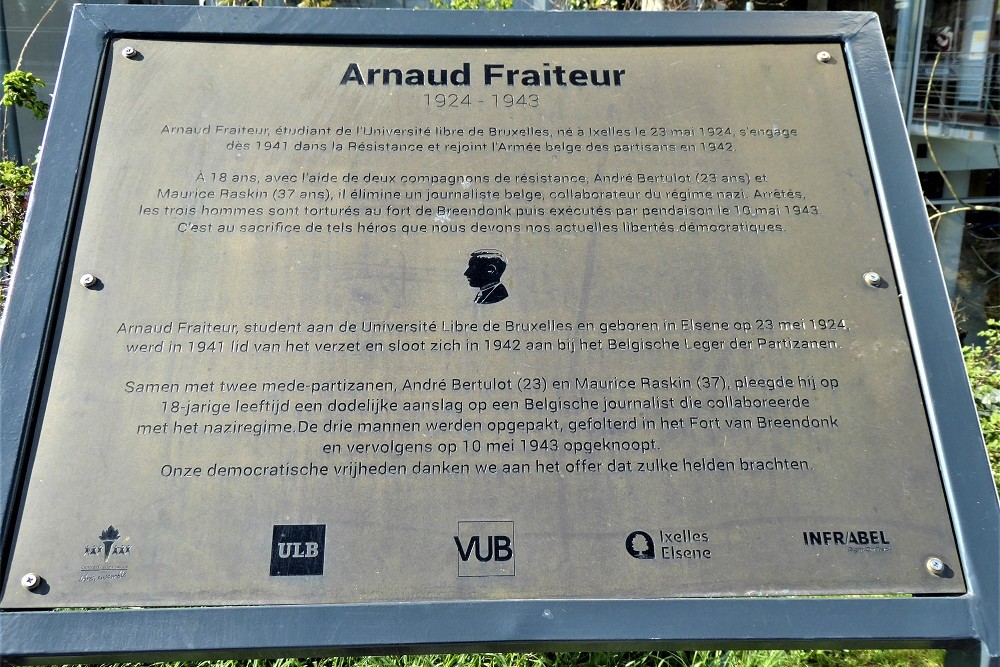 Arnaud Fraiteur
1924 - 1943
Arnaud Fraiteur, étudiant de l'Université libre de Bruxelles, né à Ixelles le 23 mai 1924, s'engage
dès 1941 dans la Résistance et rejoint l'Armée belge des partisans en 1942.
À 18 ans, avec l'aide de deux compagnons de résistance, André Bertulot (23 ans) et
Maurice Raskin (37 ans), il élimine un journaliste belge, collaborateur du régime nazi. Arrêtés,
les trois hommes sont torturés au fort de Breendonk puis exécutés par pendaison le 10 mai 1943.
C'est au sacrifice de tels héros que nous devons nos actuelles libertés démocratiques.
Arnaud Fraiteur, student aan de Université Libre de Bruxelles en geboren in Elsene op 23 mei 1924,
werd in 1941 lid van het verzet en sloot zich in 1942 aan bij het Belgische Leger der Partizanen.
Samen met twee mede-partizanen, André Bertulot (23) en Maurice Raskin (37), pleegde hij op
18-jarige leeftijd een dodelijke aanslag op een Belgische journalist die collaboreerde
met het naziregime.De drie mannen werden opgepakt, gefolterd in het Fort van Breendonk
en vervolgens op 10 mei 1943 opgeknoopt.
Onze democratische vrijheden danken we aan het offer dat zulke helden brachten.
libre, ensemble
ULB
VUB
Ixelles
Elsene
INFRABEL